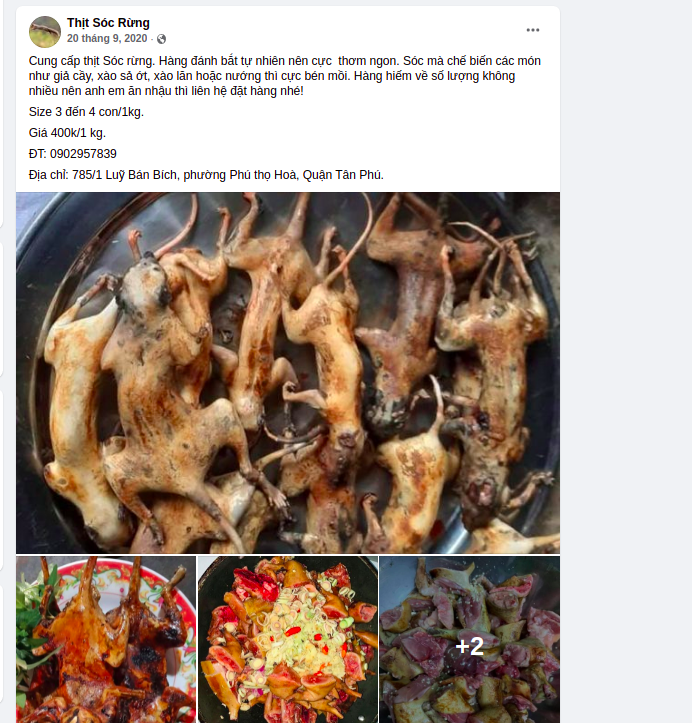 Thịt Sóc Rừng
20 tháng 9, 2020 ·
Cung cấp thịt Sóc rừng. Hàng đánh bắt tự nhiên nên cực thơm ngon. Sóc mà chế biến các món
như giả cầy, xào sả ớt, xào lăn hoặc nướng thì cực bén mồi. Hàng hiếm về số lượng không
nhiều nên anh em ăn nhậu thì liên hệ đặt hàng nhé!
Size 3 đến 4 con/1kg.
Giá 400k/1 kg.
ĐT: 0902957839
Địa chỉ: 785/1 Luỹ Bán Bích, phường Phú thọ Hoà, Quận Tân Phú.
+2